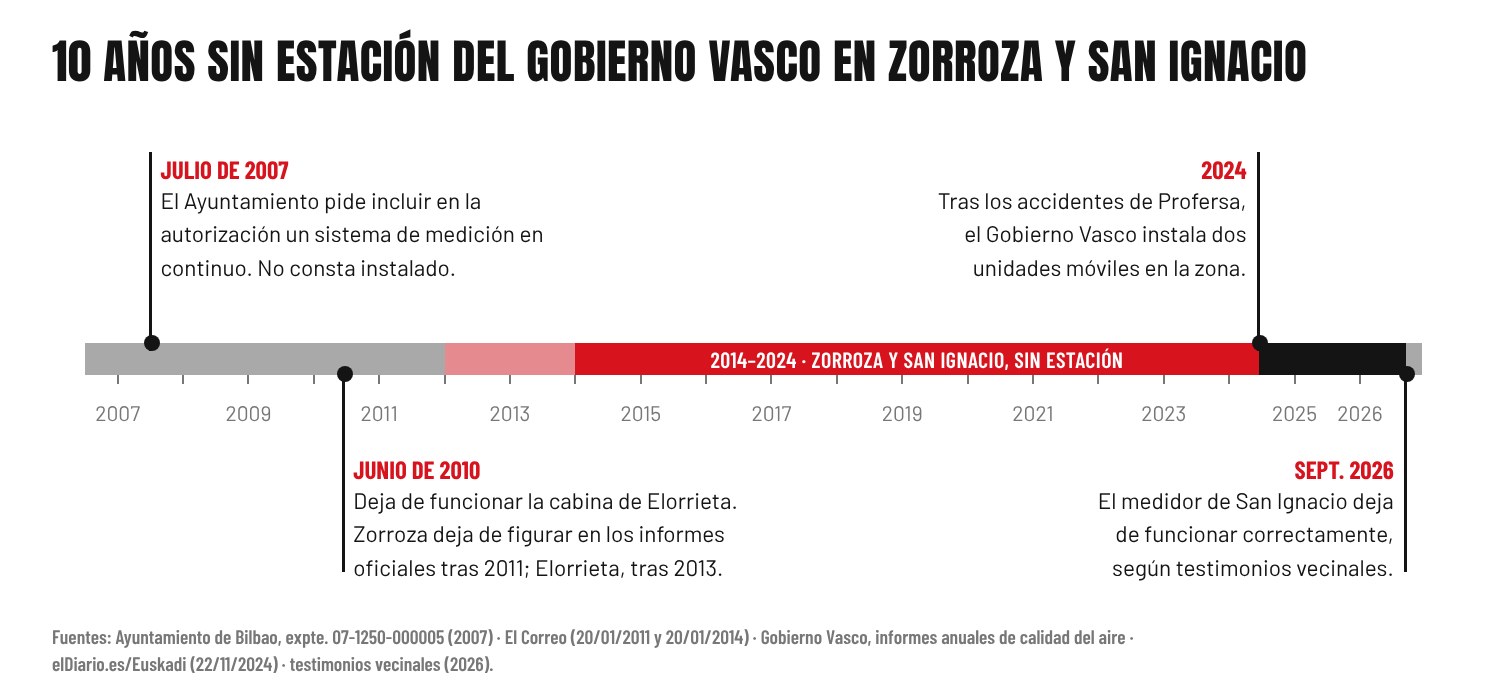 10 AÑOS SIN ESTACIÓN DEL GOBIERNO VASCO EN ZORROZA Y SAN IGNACIO
JULIO DE 2007
El Ayuntamiento pide incluir en la
autorización un sistema de medición en
continuo. No consta instalado.
2024
Tras los accidentes de Profersa,
el Gobierno Vasco instala dos
unidades móviles en la zona.
2014–2024 · ZORROZA Y SAN IGNACIO, SIN ESTACIÓN
2007 2009 2011 2013 2015 2017 2019 2021 2023 2025 2026
JUNIO DE 2010
Deja de funcionar la cabina de Elorrieta.
Zorroza deja de figurar en los informes
oficiales tras 2011; Elorrieta, tras 2013.
SEPT. 2026
El medidor de San Ignacio deja
de funcionar correctamente,
según testimonios vecinales.
Fuentes: Ayuntamiento de Bilbao, expte. 07-1250-000005 (2007) · El Correo (20/01/2011 y 20/01/2014) · Gobierno Vasco, informes anuales de calidad del aire ·
elDiario.es/Euskadi (22/11/2024) · testimonios vecinales (2026).